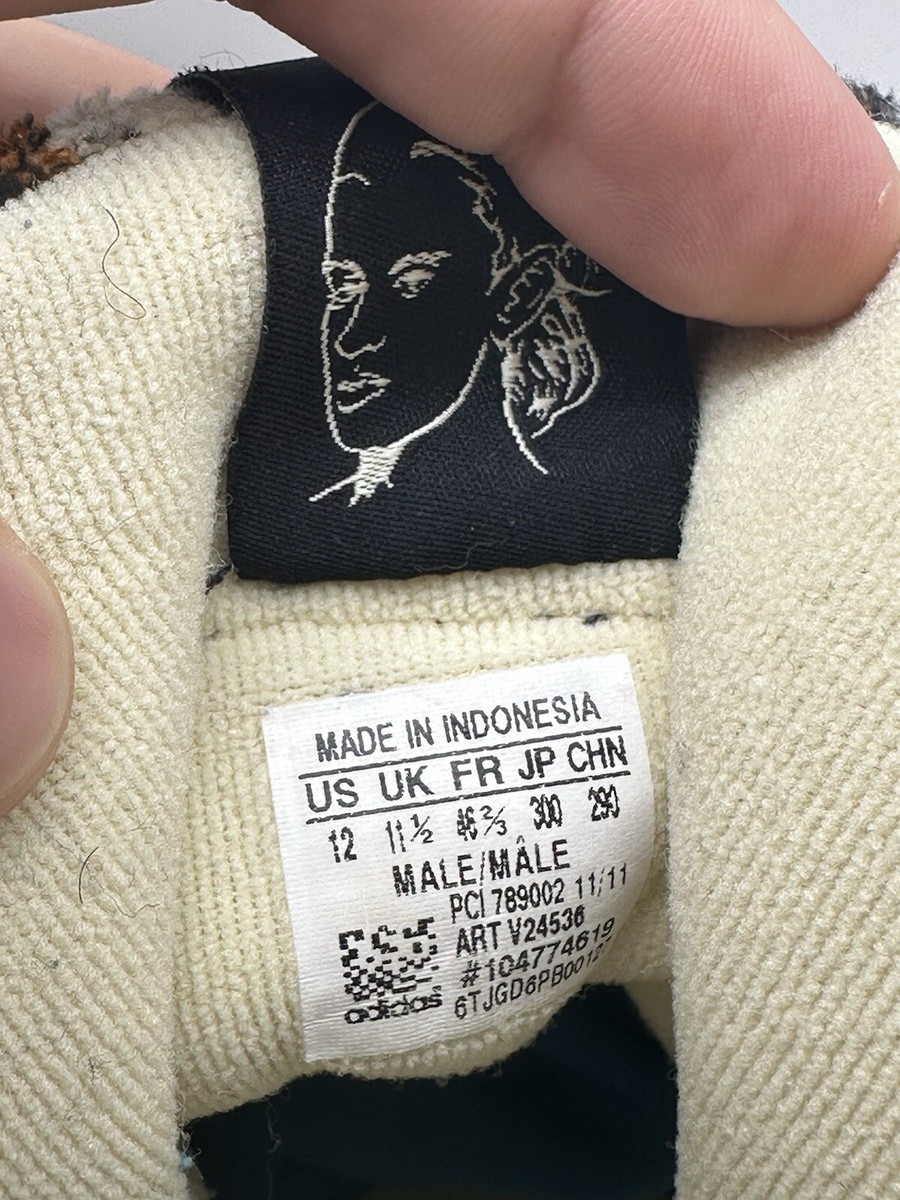 MADE IN INDONESIA
US UK FR JP CHN
12 11½ 46⅔ 300 290
MALE/MÂLE
PCI 789002 11/11
ART V24536
#104774619
adidas